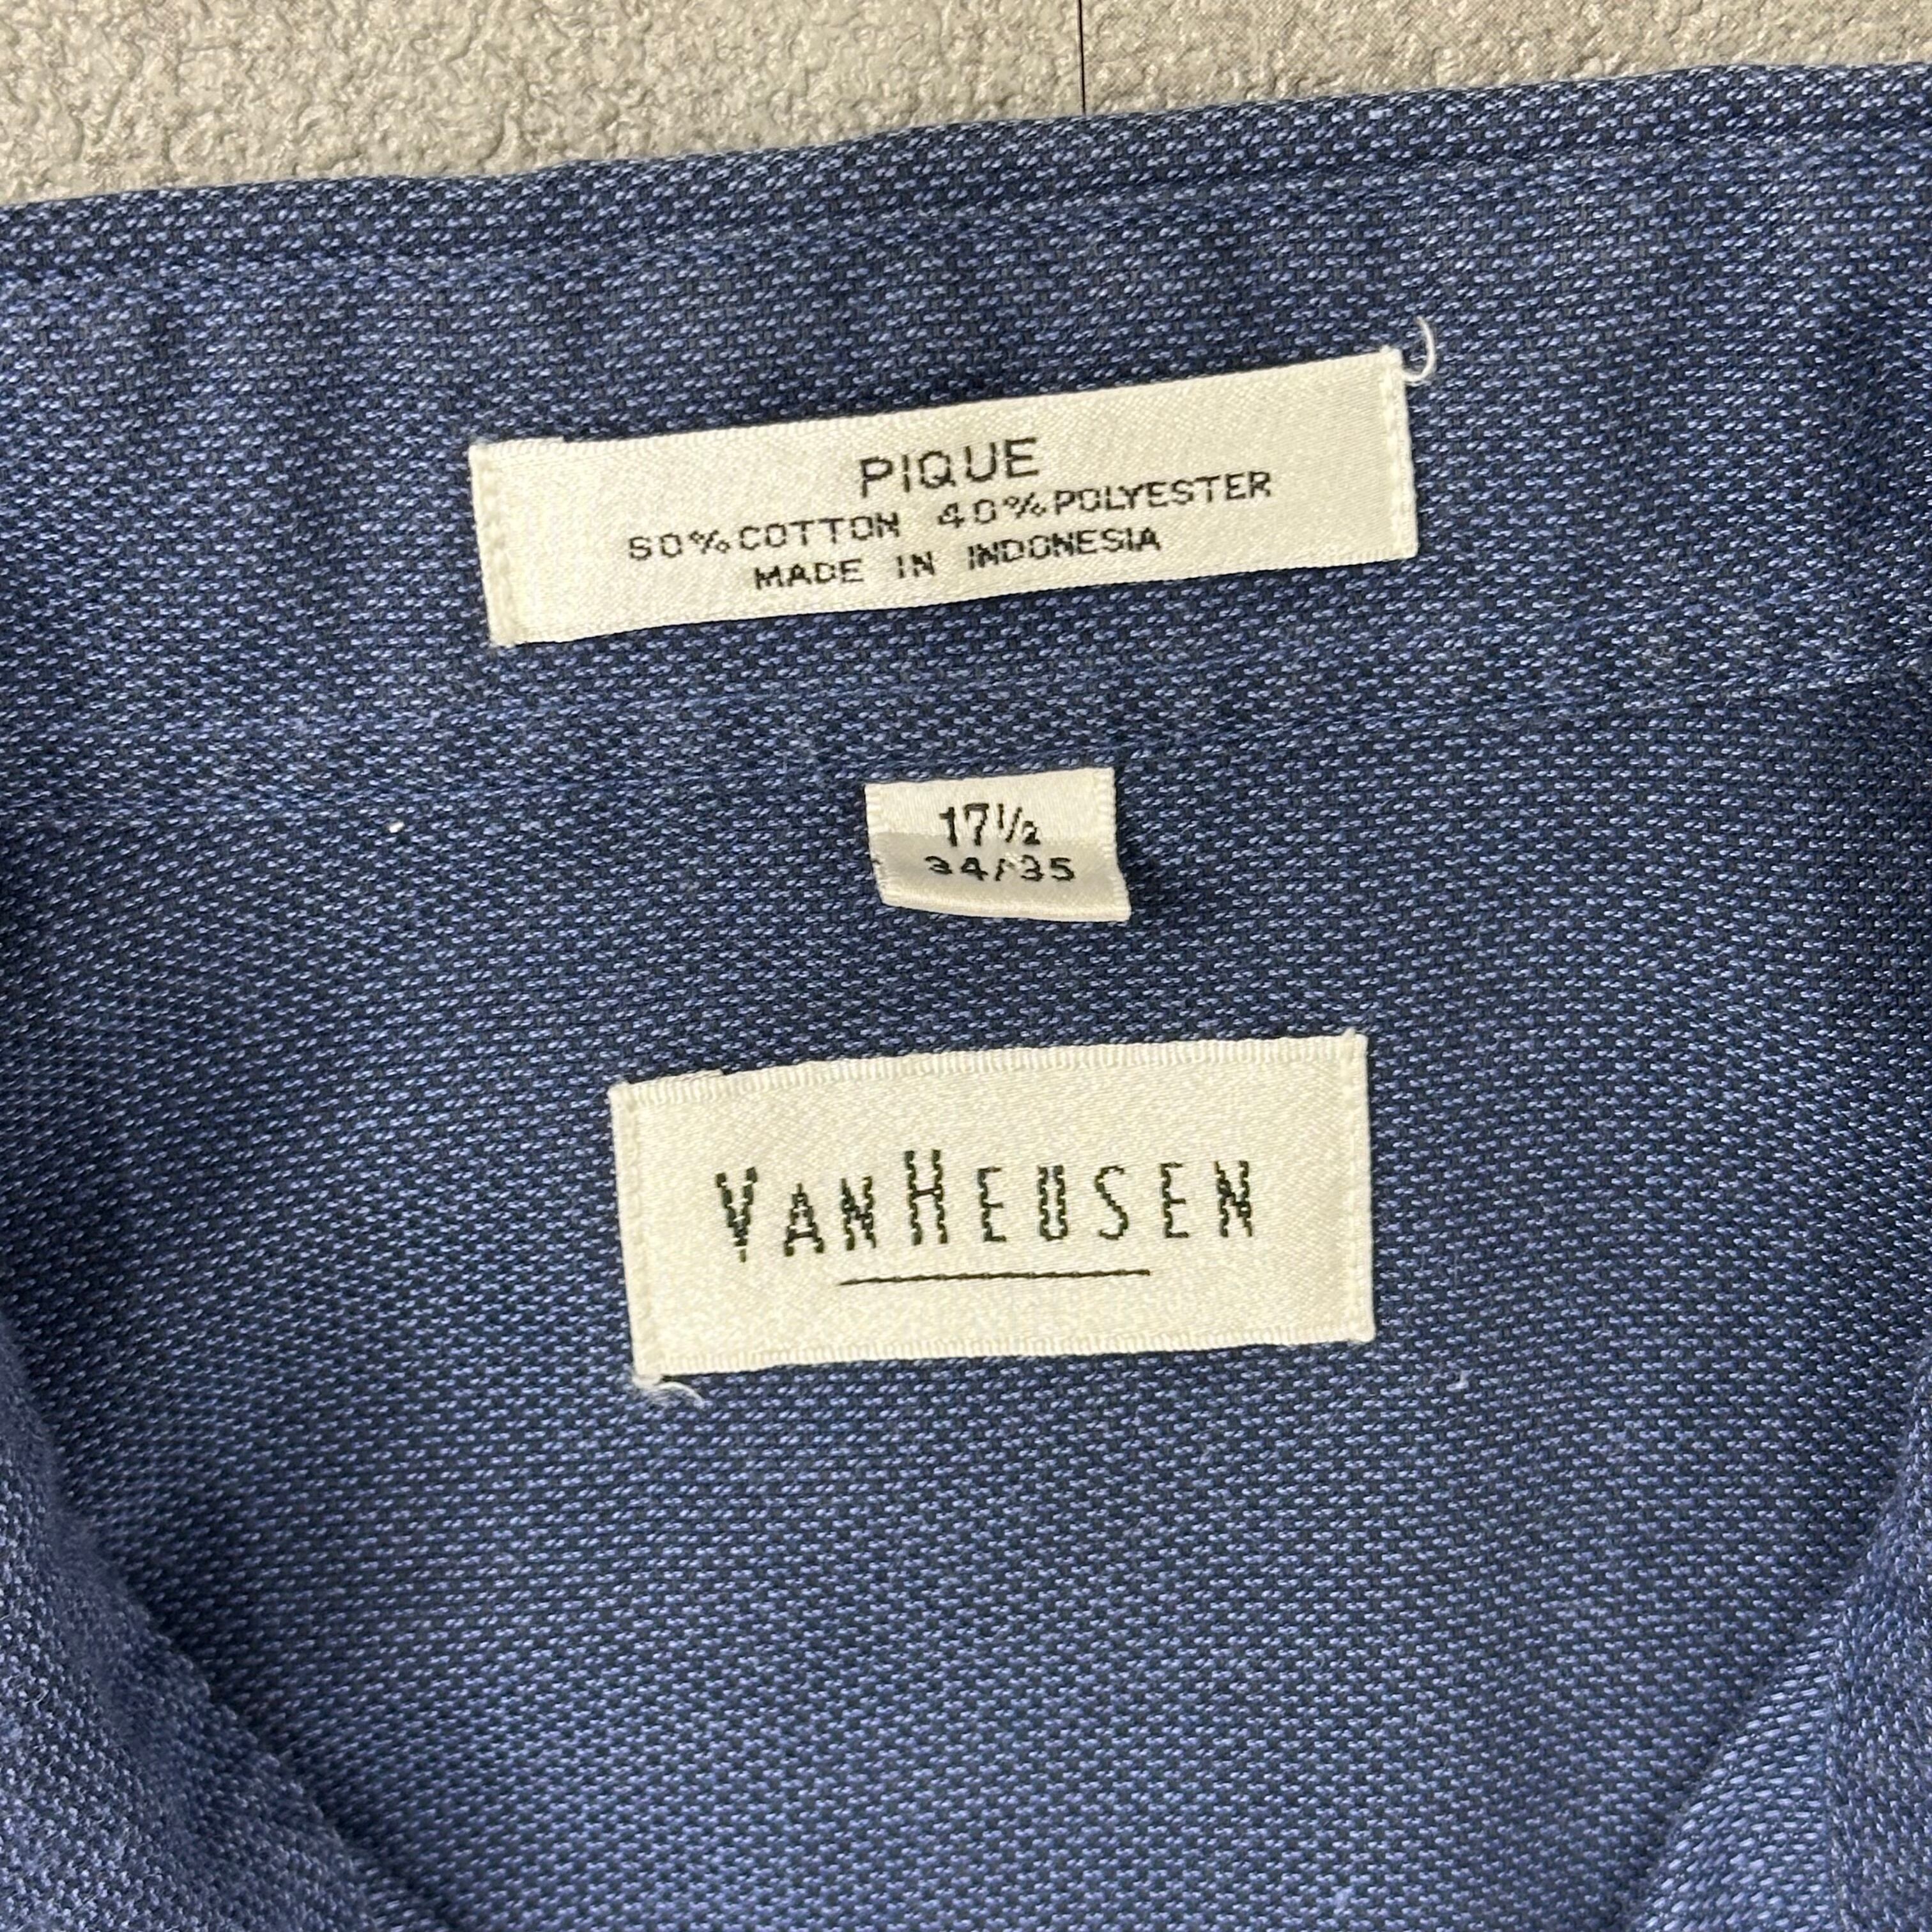 PIQUE
60%COTTON 40%POLYESTER
MADE IN INDONESIA
17½
34/35
VANHEUSEN